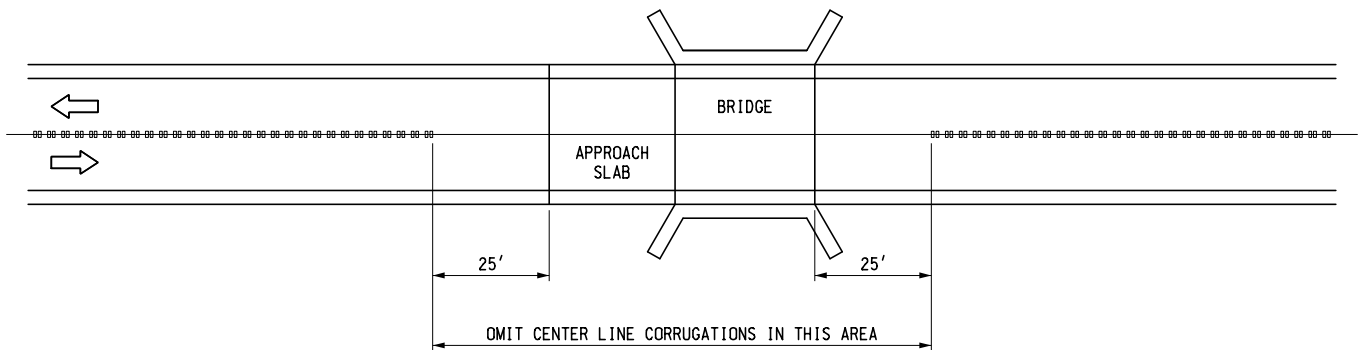 BRIDGE
APPROACH
SLAB
25'
25'
OMIT CENTER LINE CORRUGATIONS IN THIS AREA